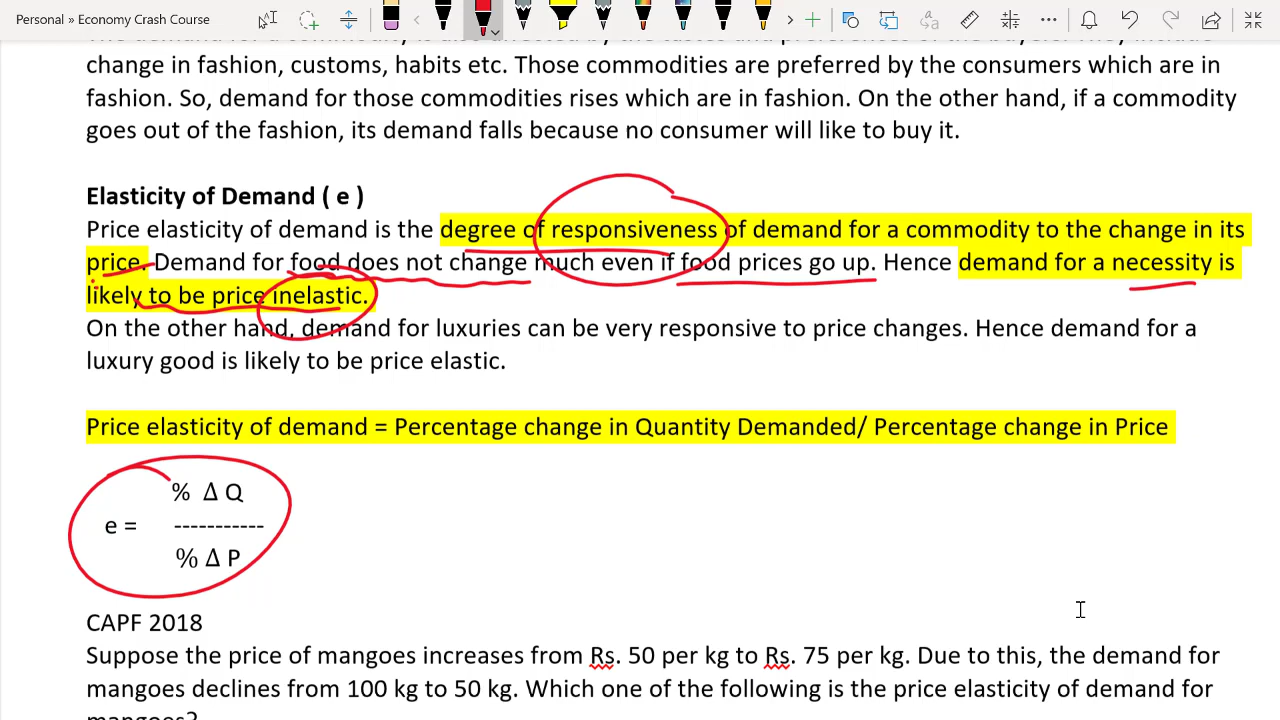 Personal » Economy Crash Course
change in fashion, customs, habits etc. Those commodities are preferred by the consumers which are in
fashion. So, demand for those commodities rises which are in fashion. On the other hand, if a commodity
goes out of the fashion, its demand falls because no consumer will like to buy it.
Elasticity of Demand ( e )
Price elasticity of demand is the degree of responsiveness of demand for a commodity to the change in its
price. Demand for food does not change much even if food prices go up. Hence demand for a necessity is
likely to be price inelastic.
On the other hand, demand for luxuries can be very responsive to price changes. Hence demand for a
luxury good is likely to be price elastic.
Price elasticity of demand = Percentage change in Quantity Demanded/ Percentage change in Price
% Δ Q
e = -----------
% Δ P
CAPF 2018
Suppose the price of mangoes increases from Rs. 50 per kg to Rs. 75 per kg. Due to this, the demand for
mangoes declines from 100 kg to 50 kg. Which one of the following is the price elasticity of demand for
mangoes?